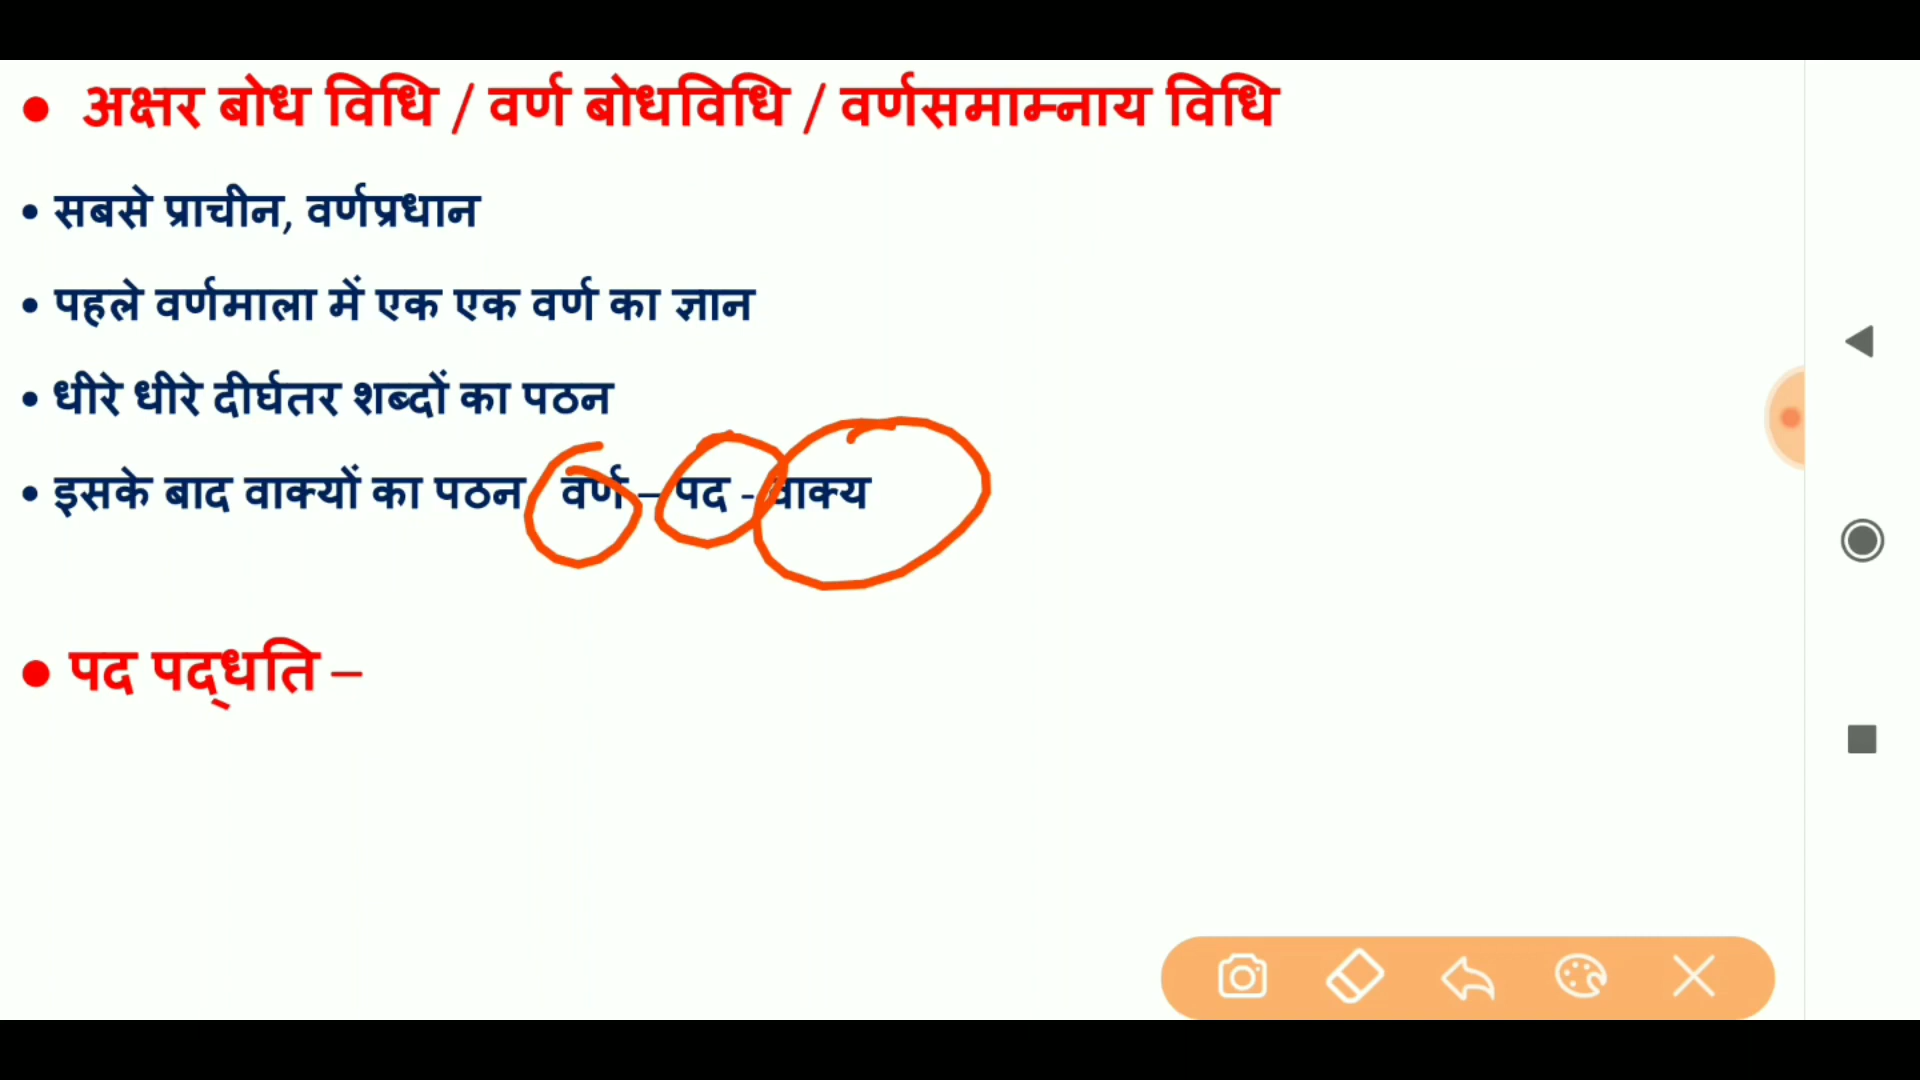 ● अक्षर बोध विधि / वर्ण बोधविधि / वर्णसमाम्नाय विधि
• सबसे प्राचीन, वर्णप्रधान
• पहले वर्णमाला में एक एक वर्ण का ज्ञान
• धीरे धीरे दीर्घतर शब्दों का पठन
• इसके बाद वाक्यों का पठन वर्ण – पद - वाक्य
● पद पद्‌धति –